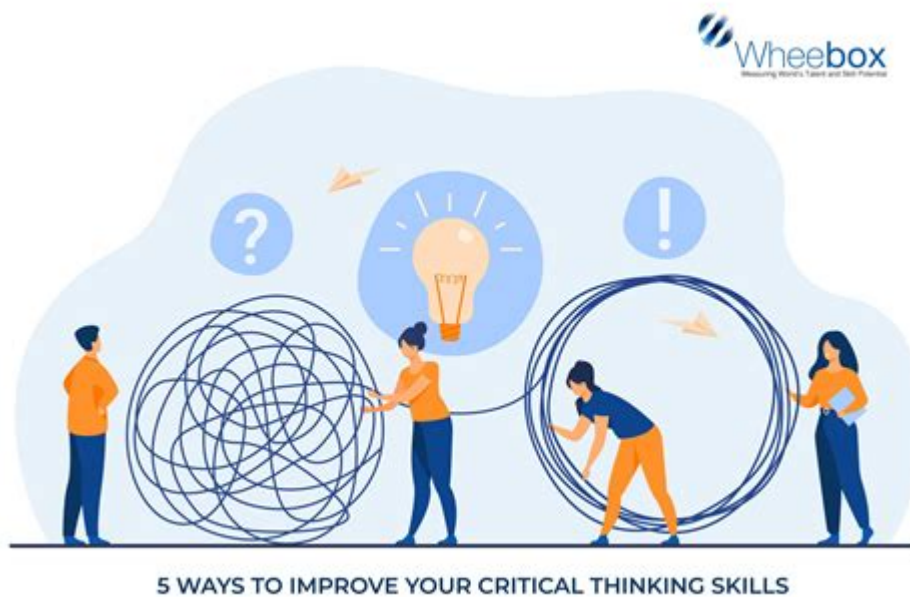 Wheebox
Measuring World's Talent and Skill Potential
?
!
5 WAYS TO IMPROVE YOUR CRITICAL THINKING SKILLS